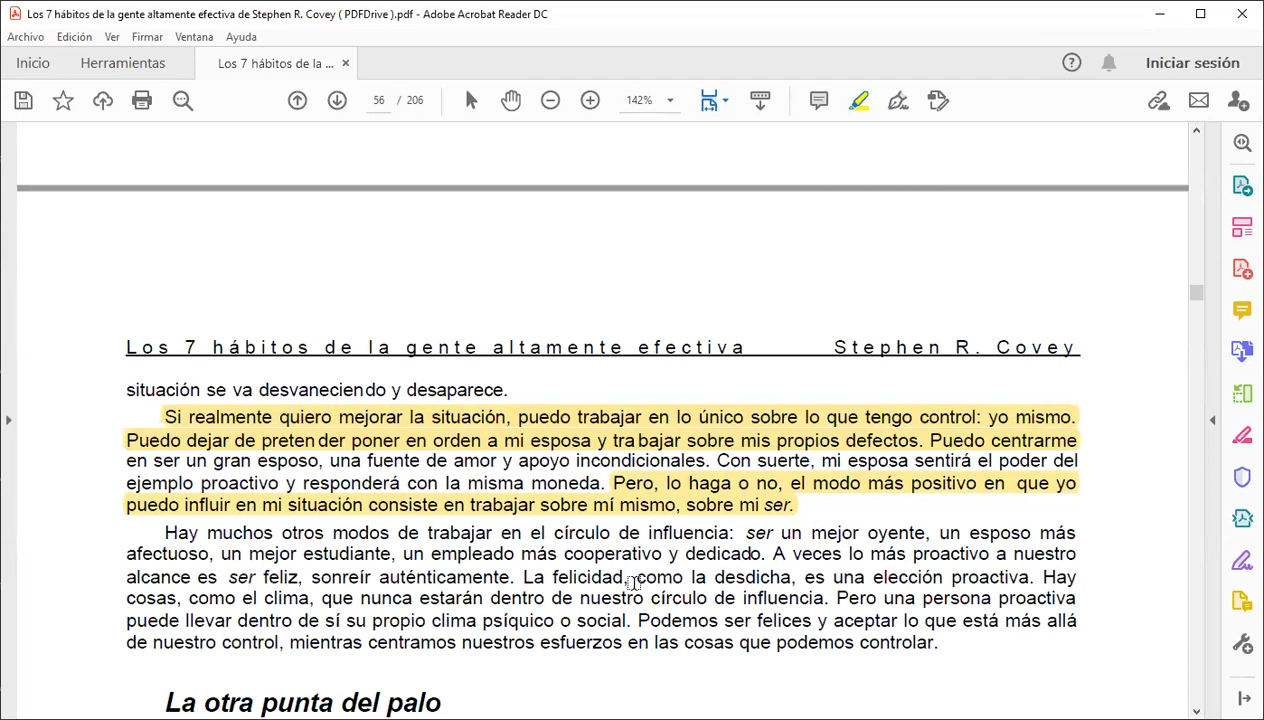 Los 7 hábitos de la gente altamente efectiva de Stephen R. Covey ( PDFDrive ).pdf - Adobe Acrobat Reader DC
Archivo Edición Ver Firmar Ventana Ayuda
Inicio Herramientas Los 7 hábitos de la ... × Iniciar sesión
56 / 206 142%
Los 7 hábitos de la gente altamente efectiva Stephen R. Covey
situación se va desvaneciendo y desaparece.
Si realmente quiero mejorar la situación, puedo trabajar en lo único sobre lo que tengo control: yo mismo.
Puedo dejar de pretender poner en orden a mi esposa y trabajar sobre mis propios defectos. Puedo centrarme
en ser un gran esposo, una fuente de amor y apoyo incondicionales. Con suerte, mi esposa sentirá el poder del
ejemplo proactivo y responderá con la misma moneda. Pero, lo haga o no, el modo más positivo en que yo
puedo influir en mi situación consiste en trabajar sobre mí mismo, sobre mi ser.
Hay muchos otros modos de trabajar en el círculo de influencia: ser un mejor oyente, un esposo más
afectuoso, un mejor estudiante, un empleado más cooperativo y dedicado. A veces lo más proactivo a nuestro
alcance es ser feliz, sonreír auténticamente. La felicidad, como la desdicha, es una elección proactiva. Hay
cosas, como el clima, que nunca estarán dentro de nuestro círculo de influencia. Pero una persona proactiva
puede llevar dentro de sí su propio clima psíquico o social. Podemos ser felices y aceptar lo que está más allá
de nuestro control, mientras centramos nuestros esfuerzos en las cosas que podemos controlar.
La otra punta del palo